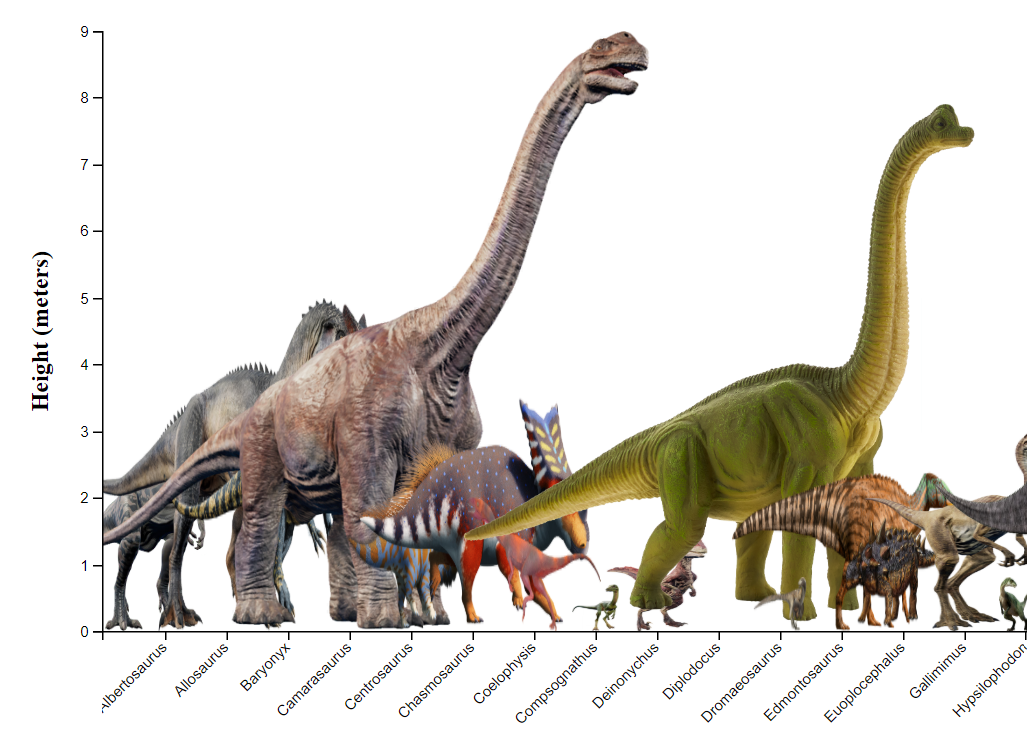 9
8
7
6
5
4
3
2
1
0
Height (meters)
Albertosaurus
Allosaurus
Baryonyx
Camarasaurus
Centrosaurus
Chasmosaurus
Coelophysis
Compsognathus
Deinonychus
Diplodocus
Dromaeosaurus
Edmontosaurus
Euoplocephalus
Gallimimus
Hypsilophodon